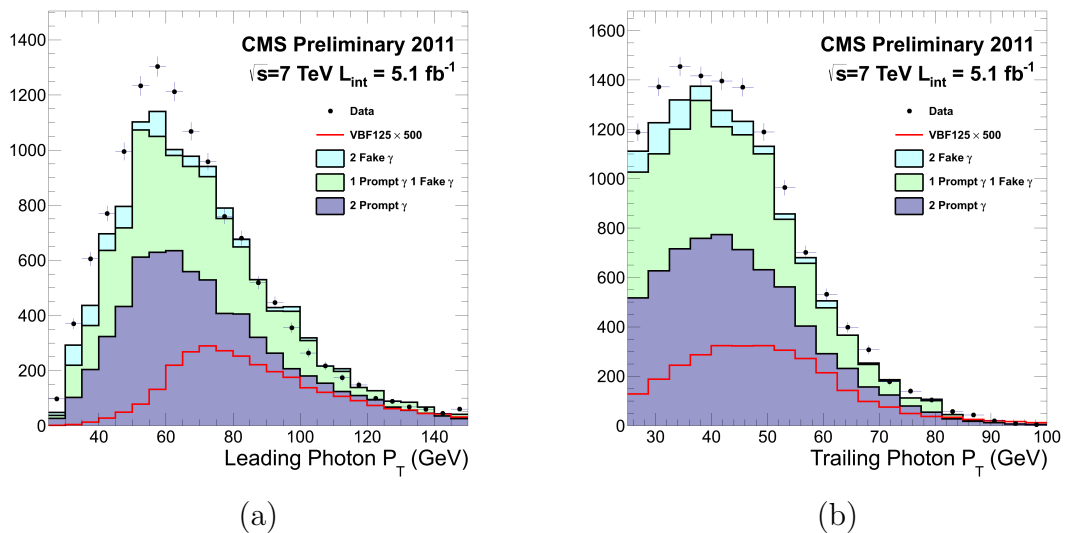 CMS Preliminary 2011
√s=7 TeV L_int = 5.1 fb⁻¹
Data
VBF125 × 500
2 Fake γ
1 Prompt γ 1 Fake γ
2 Prompt γ
1400
1200
1000
800
600
400
200
0
40 60 80 100 120 140
Leading Photon P_T (GeV)
(a)
CMS Preliminary 2011
√s=7 TeV L_int = 5.1 fb⁻¹
Data
VBF125 × 500
2 Fake γ
1 Prompt γ 1 Fake γ
2 Prompt γ
1600
1400
1200
1000
800
600
400
200
0
30 40 50 60 70 80 90 100
Trailing Photon P_T (GeV)
(b)